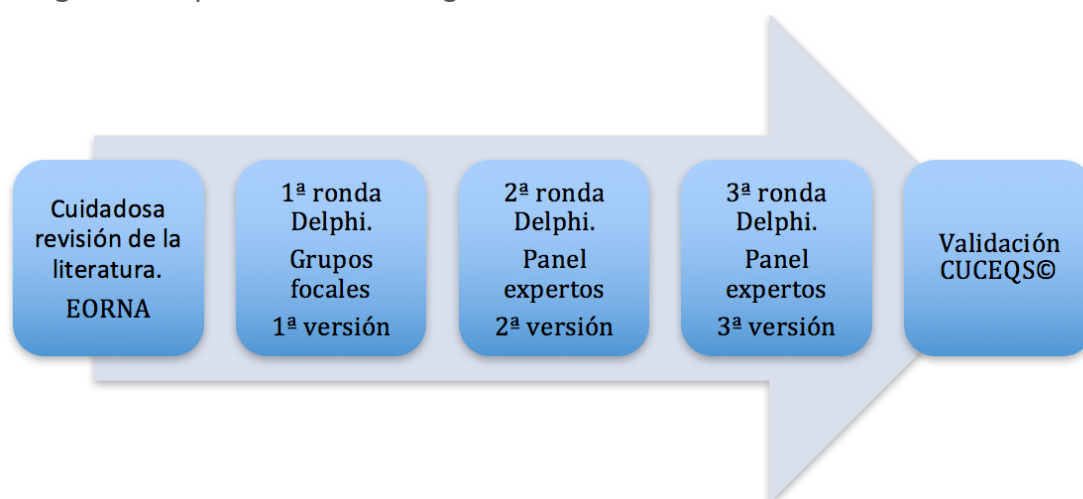 Cuidadosa
revisión de la
literatura.
EORNA
1ª ronda
Delphi.
Grupos
focales
1ª versión
2ª ronda
Delphi.
Panel
expertos
2ª versión
3ª ronda
Delphi.
Panel
expertos
3ª versión
Validación
CUCEQS©